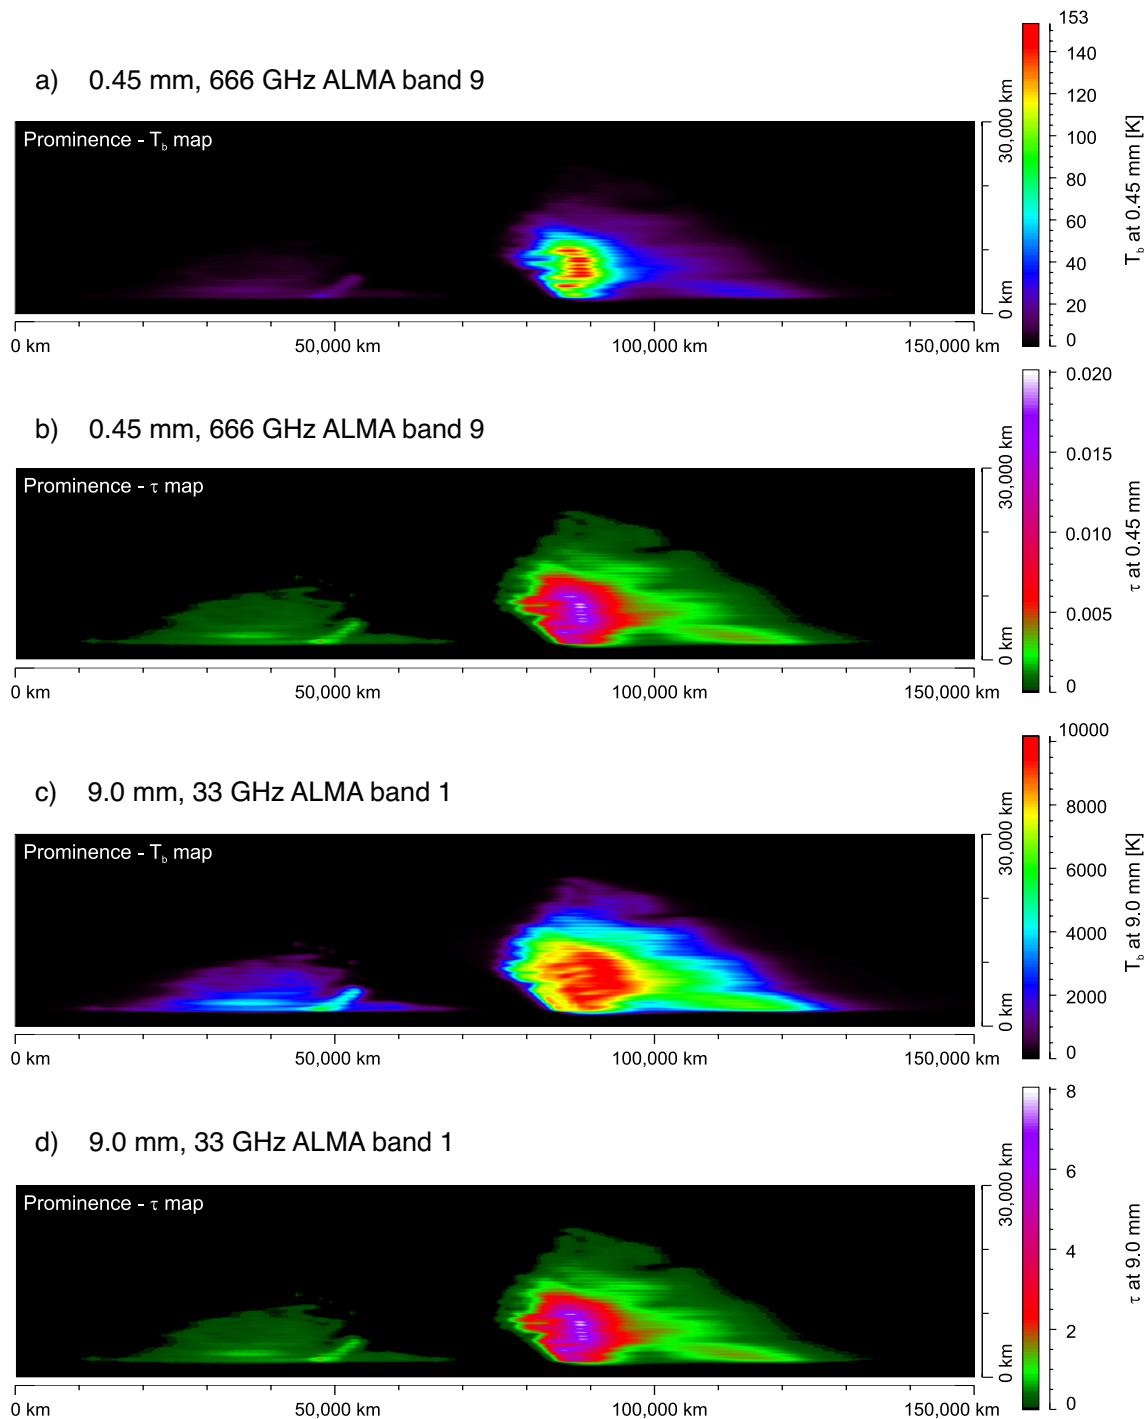 a) 0.45 mm, 666 GHz ALMA band 9
Prominence - Tb map
30,000 km
0 km
0 km 50,000 km 100,000 km 150,000 km
153
140
120
100
80
60
40
20
0
Tb at 0.45 mm [K]
b) 0.45 mm, 666 GHz ALMA band 9
Prominence - τ map
30,000 km
0 km
0 km 50,000 km 100,000 km 150,000 km
0.020
0.015
0.010
0.005
0
τ at 0.45 mm
c) 9.0 mm, 33 GHz ALMA band 1
Prominence - Tb map
30,000 km
0 km
0 km 50,000 km 100,000 km 150,000 km
10000
8000
6000
4000
2000
0
Tb at 9.0 mm [K]
d) 9.0 mm, 33 GHz ALMA band 1
Prominence - τ map
30,000 km
0 km
0 km 50,000 km 100,000 km 150,000 km
8
6
4
2
0
τ at 9.0 mm